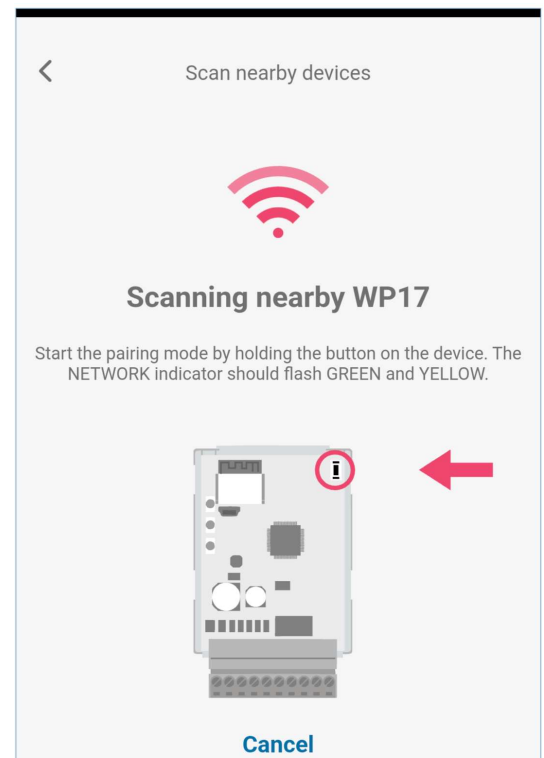 Scan nearby devices
Scanning nearby WP17
Start the pairing mode by holding the button on the device. The
NETWORK indicator should flash GREEN and YELLOW.
Cancel